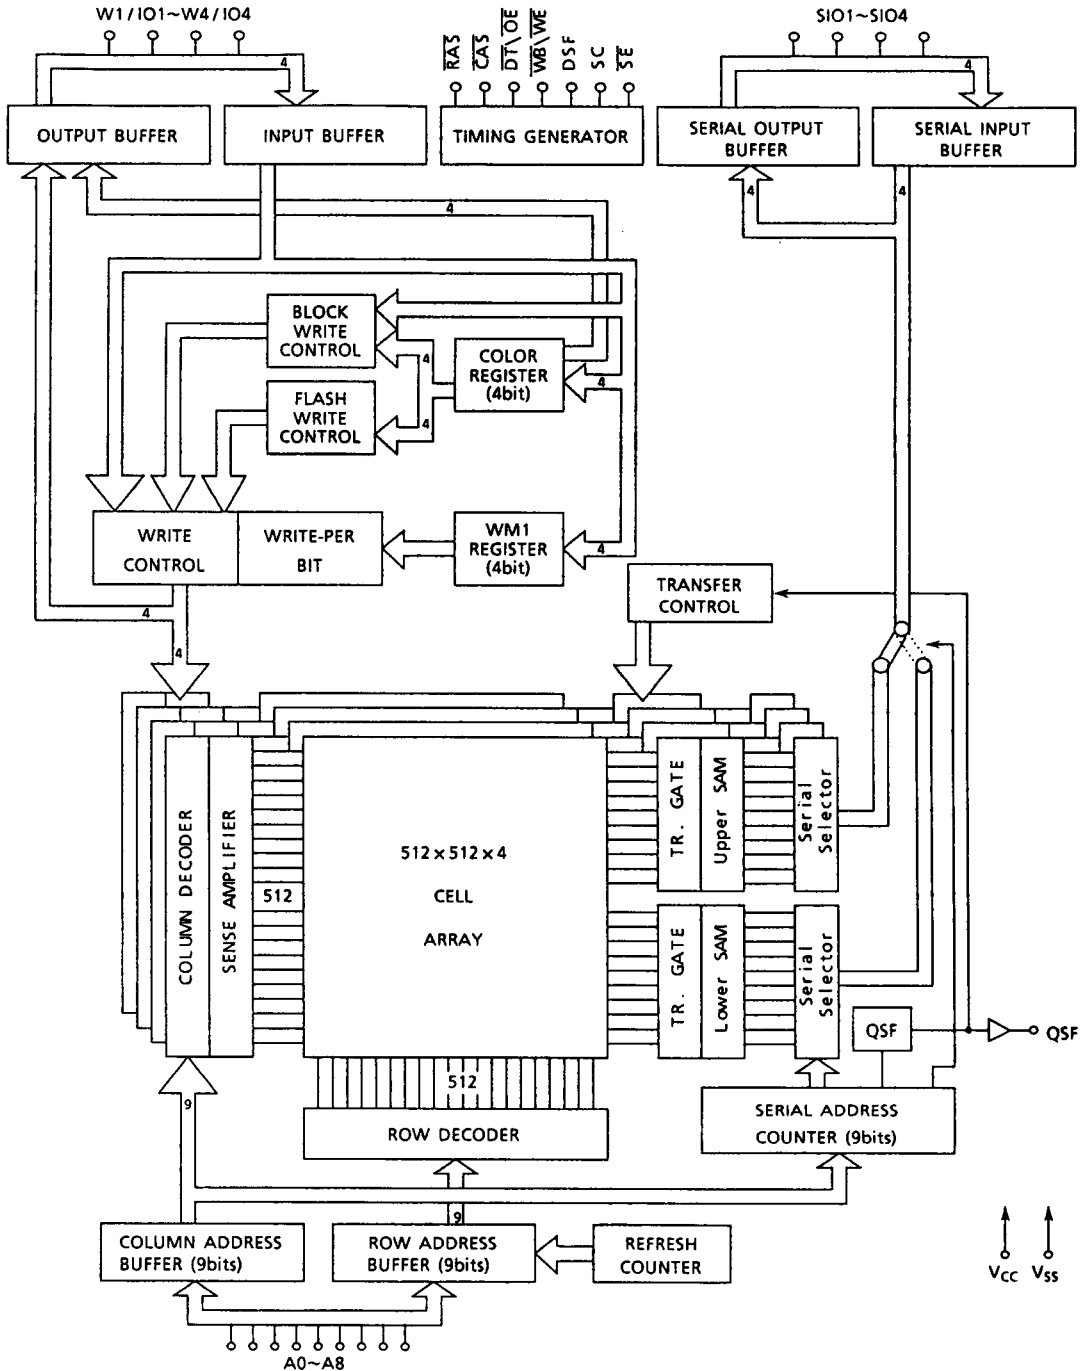 W1/IO1~W4/IO4
SIO1~SIO4
RAS
CAS
DT\OE
WB\WE
DSF
SC
SE
4
4
OUTPUT BUFFER
INPUT BUFFER
TIMING GENERATOR
SERIAL OUTPUT
BUFFER
SERIAL INPUT
BUFFER
4
4
4
BLOCK
WRITE
CONTROL
4
COLOR
REGISTER
(4bit)
4
FLASH
WRITE
CONTROL
4
WRITE
CONTROL
WRITE-PER
BIT
WM1
REGISTER
(4bit)
4
TRANSFER
CONTROL
4
4
COLUMN DECODER
SENSE AMPLIFIER
512
512×512×4
CELL
ARRAY
TR. GATE
Upper SAM
Serial
Selector
TR. GATE
Lower SAM
Serial
Selector
QSF
QSF
512
9
ROW DECODER
SERIAL ADDRESS
COUNTER (9bits)
9
COLUMN ADDRESS
BUFFER (9bits)
ROW ADDRESS
BUFFER (9bits)
REFRESH
COUNTER
VCC VSS
A0~A8